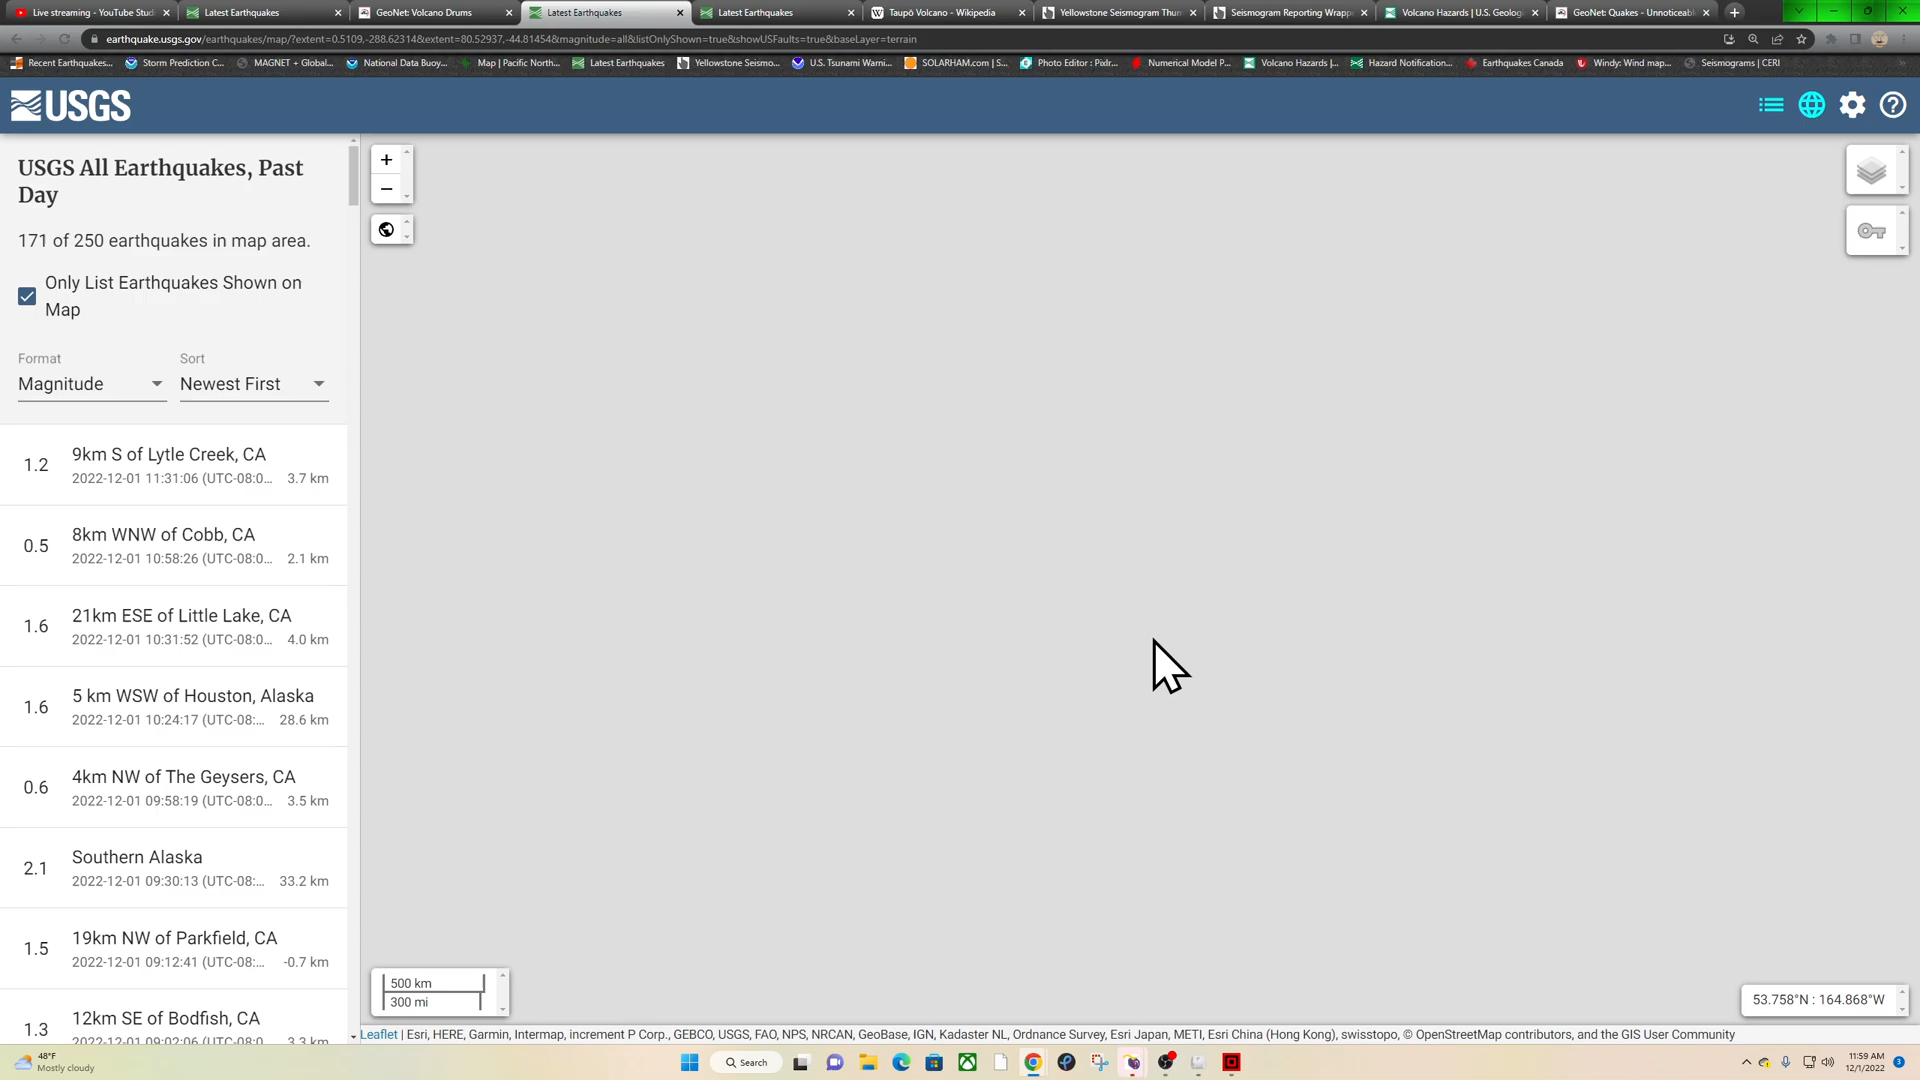 Live streaming - YouTube Studi
Latest Earthquakes
GeoNet: Volcano Drums
Latest Earthquakes
Latest Earthquakes
Taupō Volcano - Wikipedia
Yellowstone Seismogram Thun
Seismogram Reporting Wrapp
Volcano Hazards | U.S. Geolog
GeoNet: Quakes - Unnoticeabl
earthquake.usgs.gov/earthquakes/map/?extent=0.5109,-288.62314&extent=80.52937,-44.81454&magnitude=all&listOnlyShown=true&showUSFaults=true&baseLayer=terrain
Recent Earthquakes...
Storm Prediction C...
MAGNET + Global...
National Data Buoy...
Map | Pacific North...
Latest Earthquakes
Yellowstone Seismo...
U.S. Tsunami Warni...
SOLARHAM.com | S...
Photo Editor : Pixlr...
Numerical Model P...
Volcano Hazards |...
Hazard Notification...
Earthquakes Canada
Windy: Wind map...
Seismograms | CERI
USGS
USGS All Earthquakes, Past
Day
171 of 250 earthquakes in map area.
Only List Earthquakes Shown on
Map
Format
Sort
Magnitude
Newest First
1.2
9km S of Lytle Creek, CA
2022-12-01 11:31:06 (UTC-08:0... 3.7 km
0.5
8km WNW of Cobb, CA
2022-12-01 10:58:26 (UTC-08:0... 2.1 km
1.6
21km ESE of Little Lake, CA
2022-12-01 10:31:52 (UTC-08:0... 4.0 km
1.6
5 km WSW of Houston, Alaska
2022-12-01 10:24:17 (UTC-08:... 28.6 km
0.6
4km NW of The Geysers, CA
2022-12-01 09:58:19 (UTC-08:0... 3.5 km
2.1
Southern Alaska
2022-12-01 09:30:13 (UTC-08:... 33.2 km
1.5
19km NW of Parkfield, CA
2022-12-01 09:12:41 (UTC-08:... -0.7 km
1.3
12km SE of Bodfish, CA
2022-12-01 09:02:06 (UTC-08:0... 3.3 km
+
−
500 km
300 mi
53.758°N : 164.868°W
Leaflet | Esri, HERE, Garmin, Intermap, increment P Corp., GEBCO, USGS, FAO, NPS, NRCAN, GeoBase, IGN, Kadaster NL, Ordnance Survey, Esri Japan, METI, Esri China (Hong Kong), swisstopo, © OpenStreetMap contributors, and the GIS User Community
48°F
Mostly cloudy
Search
11:59 AM
12/1/2022
3